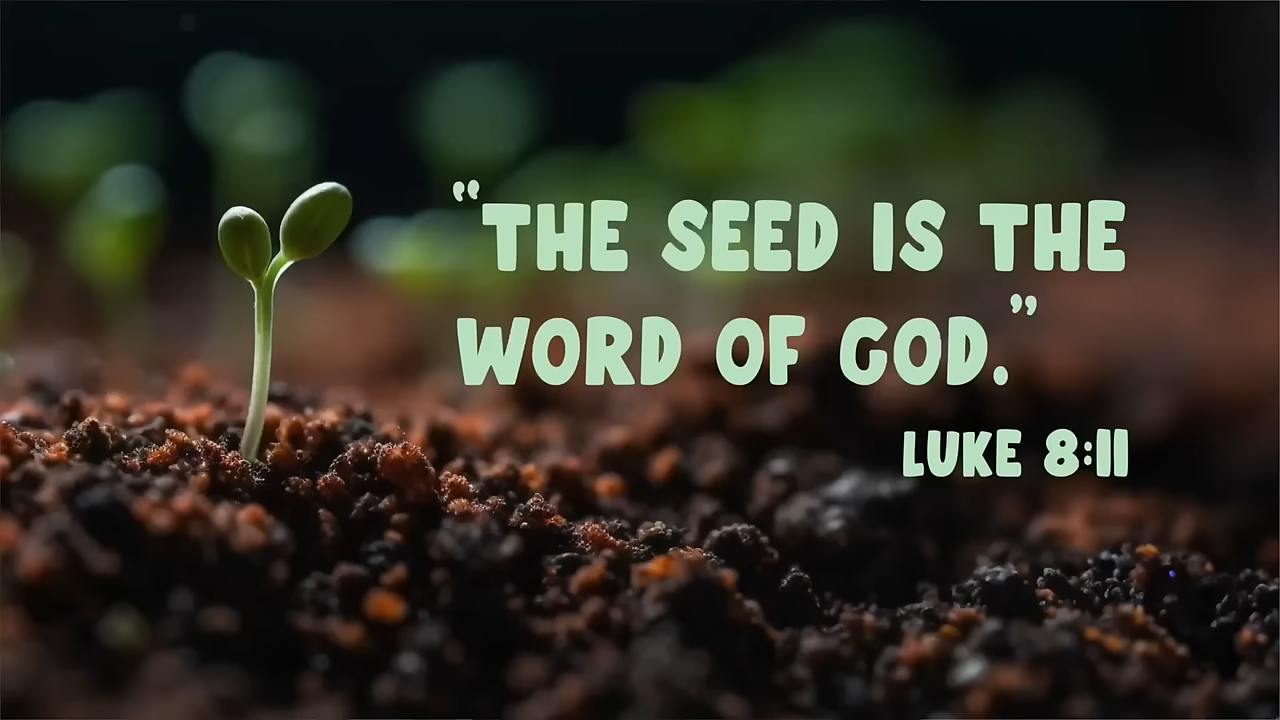 “THE SEED IS THE
WORD OF GOD.”
LUKE 8:11